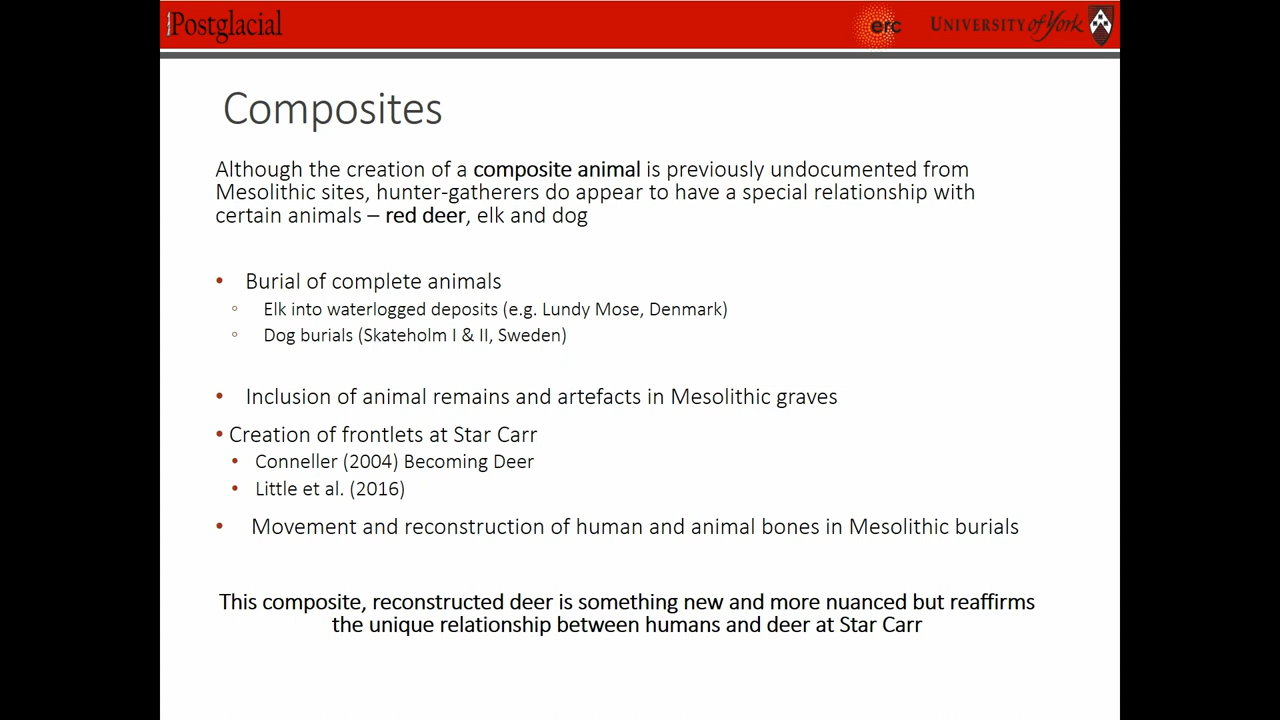 Postglacial
erc
UNIVERSITY of York
Composites
Although the creation of a composite animal is previously undocumented from
Mesolithic sites, hunter-gatherers do appear to have a special relationship with
certain animals – red deer, elk and dog
• Burial of complete animals
◦ Elk into waterlogged deposits (e.g. Lundy Mose, Denmark)
◦ Dog burials (Skateholm I & II, Sweden)
• Inclusion of animal remains and artefacts in Mesolithic graves
• Creation of frontlets at Star Carr
• Conneller (2004) Becoming Deer
• Little et al. (2016)
• Movement and reconstruction of human and animal bones in Mesolithic burials
This composite, reconstructed deer is something new and more nuanced but reaffirms
the unique relationship between humans and deer at Star Carr